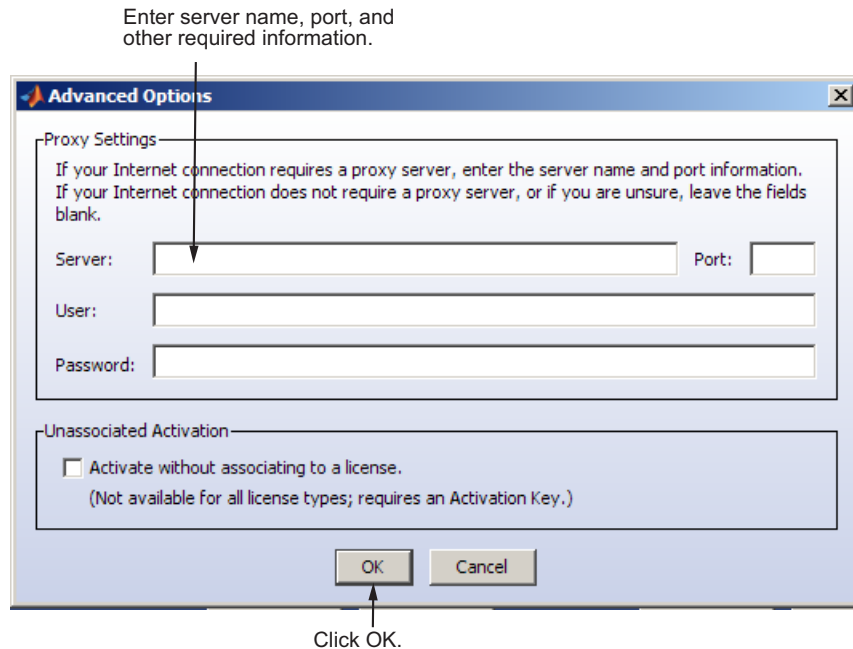 Enter server name, port, and
other required information.
Advanced Options
Proxy Settings
If your Internet connection requires a proxy server, enter the server name and port information.
If your Internet connection does not require a proxy server, or if you are unsure, leave the fields
blank.
Server: Port:
User:
Password:
Unassociated Activation
Activate without associating to a license.
(Not available for all license types; requires an Activation Key.)
OK Cancel
Click OK.